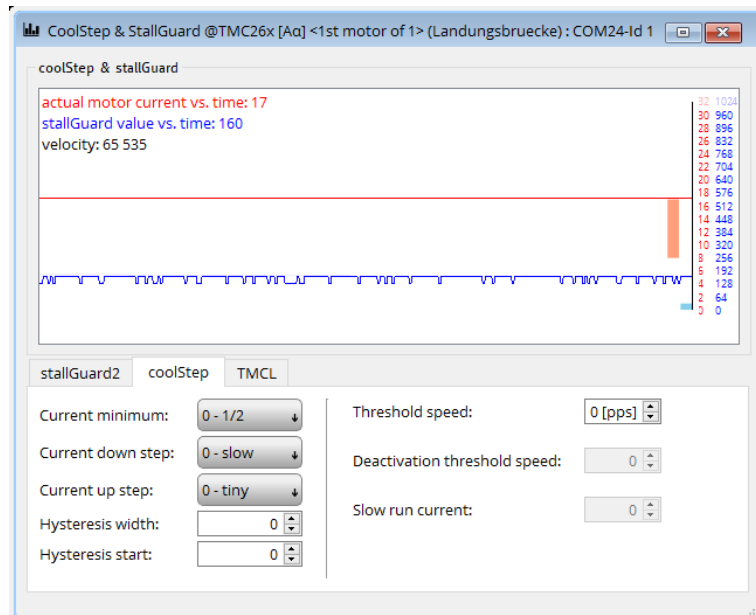 CoolStep & StallGuard @TMC26x [Aα] <1st motor of 1> (Landungsbruecke) : COM24-Id 1
coolStep & stallGuard
actual motor current vs. time: 17
stallGuard value vs. time: 160
velocity: 65 535
32 1024
30 960
28 896
26 832
24 768
22 704
20 640
18 576
16 512
14 448
12 384
10 320
8 256
6 192
4 128
2 64
0 0
stallGuard2 coolStep TMCL
Current minimum: 0 - 1/2
Current down step: 0 - slow
Current up step: 0 - tiny
Hysteresis width: 0
Hysteresis start: 0
Threshold speed: 0 [pps]
Deactivation threshold speed: 0
Slow run current: 0